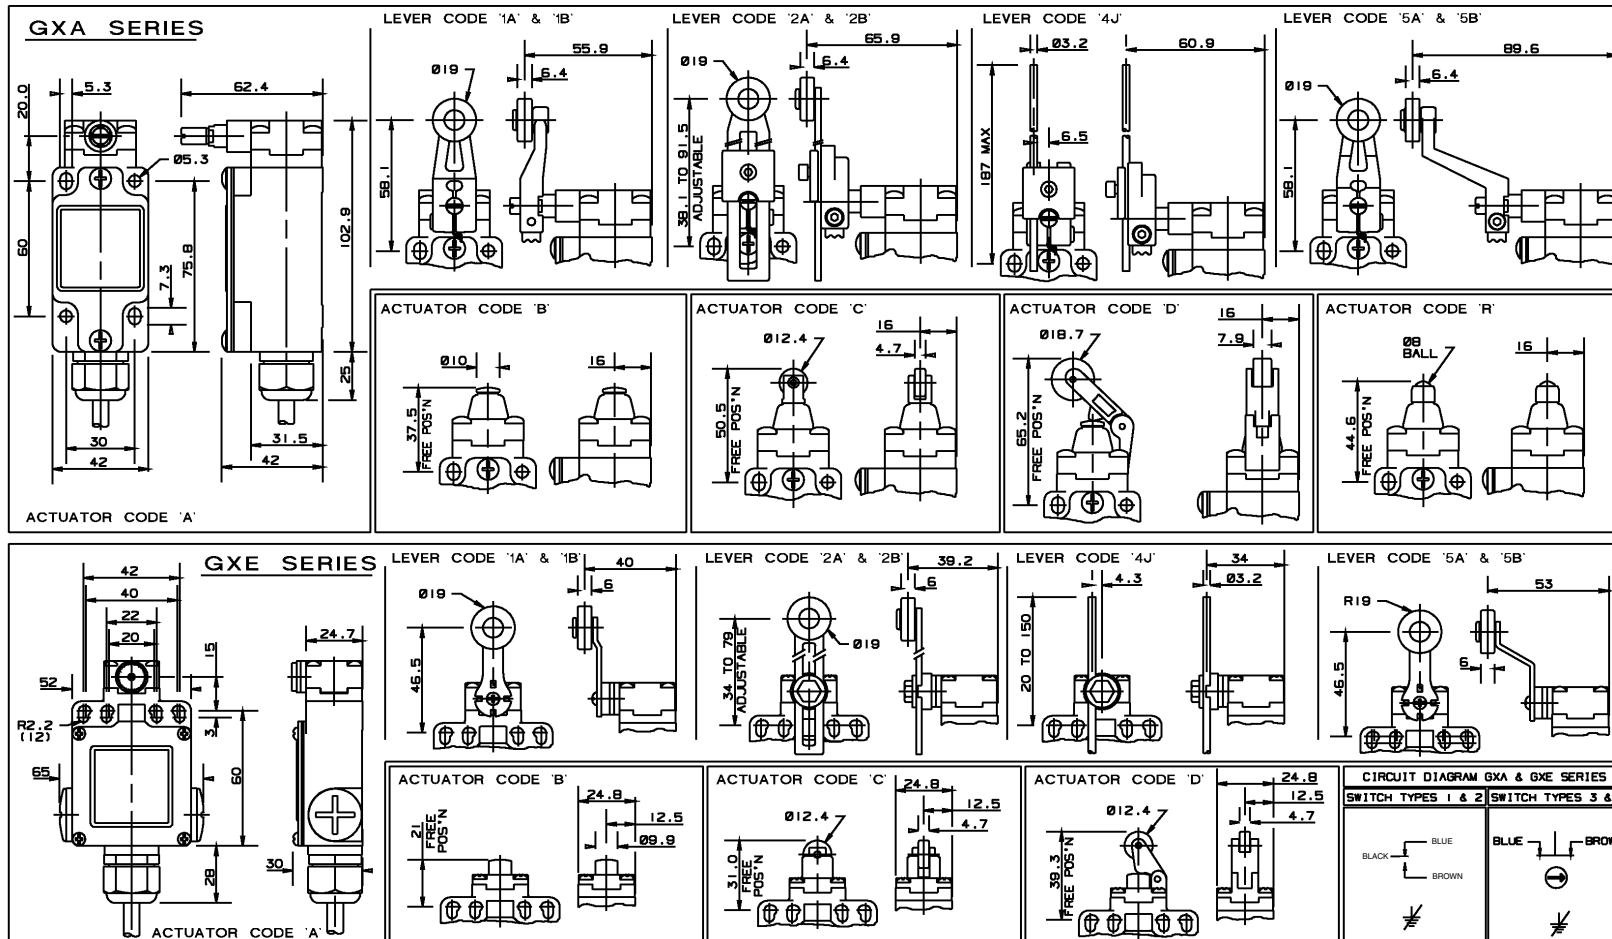 GXA SERIES
5.3
62.4
20.0
Ø5.3
60
75.8
7.3
102.9
25
30
42
31.5
42
ACTUATOR CODE 'A'
LEVER CODE '1A' & '1B'
55.9
6.4
Ø19
58.1
LEVER CODE '2A' & '2B'
65.9
6.4
Ø19
38.1 TO 91.5
ADJUSTABLE
LEVER CODE '4J'
Ø3.2
60.9
6.5
187 MAX
LEVER CODE '5A' & '5B'
89.6
6.4
Ø19
58.1
ACTUATOR CODE 'B'
Ø10
16
37.5
FREE POS'N
ACTUATOR CODE 'C'
Ø12.4
16
4.7
50.5
FREE POS'N
ACTUATOR CODE 'D'
Ø18.7
16
7.9
65.2
FREE POS'N
ACTUATOR CODE 'R'
Ø8
BALL
16
44.6
FREE POS'N
GXE SERIES
42
40
22
20
24.7
15
52
R2.2
(12)
3
60
65
30
28
ACTUATOR CODE 'A'
LEVER CODE '1A' & '1B'
40
6
Ø19
46.5
LEVER CODE '2A' & '2B'
39.2
6
Ø19
34 TO 79
ADJUSTABLE
LEVER CODE '4J'
34
4.3
Ø3.2
20 TO 150
LEVER CODE '5A' & '5B'
53
R19
6
46.5
ACTUATOR CODE 'B'
24.8
12.5
Ø9.9
21
FREE
POS'N
ACTUATOR CODE 'C'
24.8
12.5
4.7
Ø12.4
31.0
FREE
POS'N
ACTUATOR CODE 'D'
24.8
12.5
4.7
Ø12.4
39.3
FREE POS'N
CIRCUIT DIAGRAM GXA & GXE SERIES
SWITCH TYPES 1 & 2
SWITCH TYPES 3 &
BLUE
BLACK
BROWN
BLUE
BROW